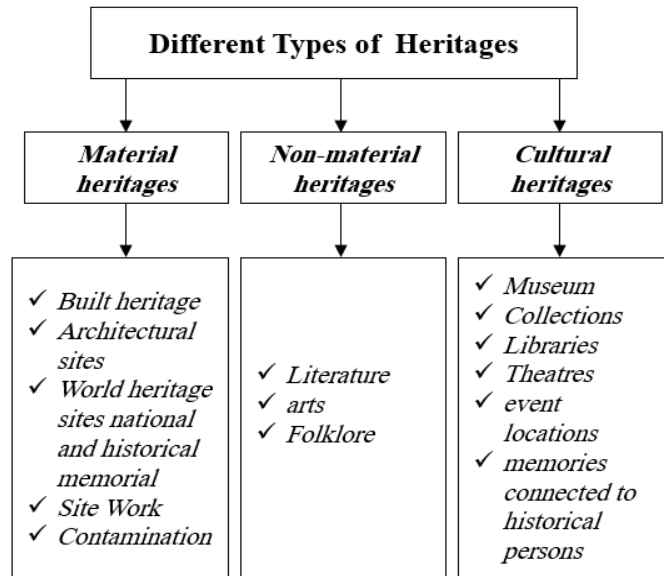 Different Types of Heritages
Material
heritages
Non-material
heritages
Cultural
heritages
✓ Built heritage
✓ Architectural
sites
✓ World heritage
sites national
and historical
memorial
✓ Site Work
✓ Contamination
✓ Literature
✓ arts
✓ Folklore
✓ Museum
✓ Collections
✓ Libraries
✓ Theatres
✓ event
locations
✓ memories
connected to
historical
persons